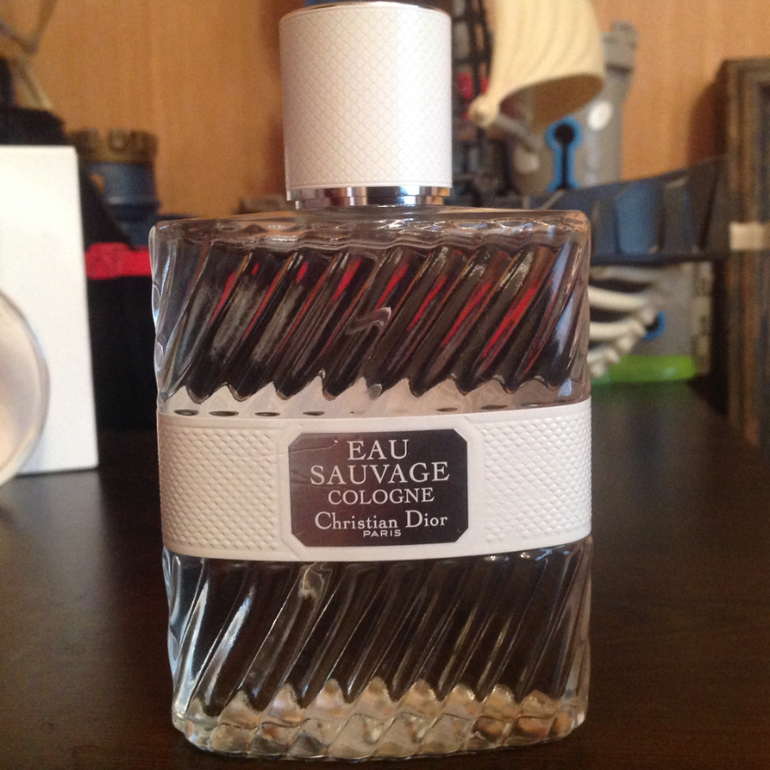 EAU
SAUVAGE
COLOGNE
Christian Dior
PARIS